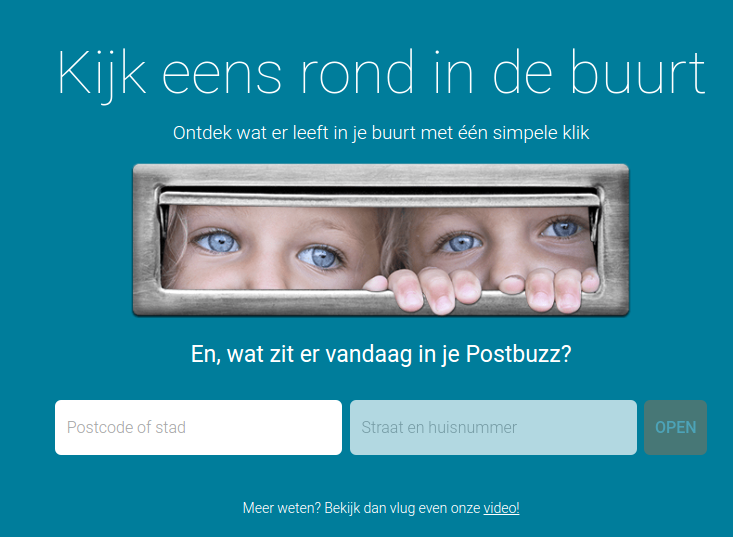 Kijk eens rond in de buurt
Ontdek wat er leeft in je buurt met één simpele klik
En, wat zit er vandaag in je Postbuzz?
Postcode of stad
Straat en huisnummer
OPEN
Meer weten? Bekijk dan vlug even onze video!